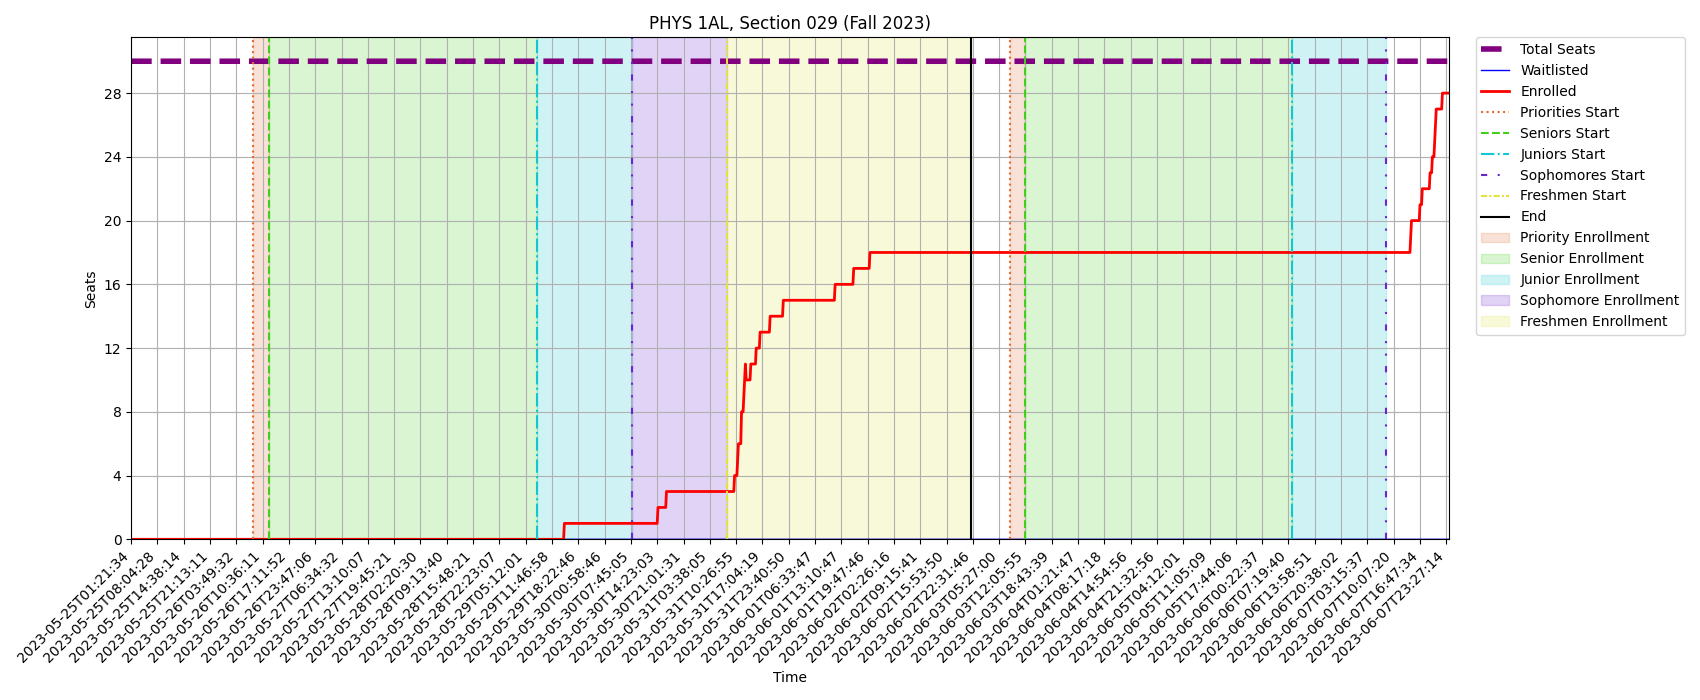 PHYS 1AL, Section 029 (Fall 2023)
Total Seats
Waitlisted
Enrolled
Priorities Start
Seniors Start
Juniors Start
Sophomores Start
Freshmen Start
End
Priority Enrollment
Senior Enrollment
Junior Enrollment
Sophomore Enrollment
Freshmen Enrollment
Seats
28
24
20
16
12
8
4
0
2023-05-25T01:21:34
2023-05-25T08:04:28
2023-05-25T14:38:14
2023-05-25T21:13:11
2023-05-26T03:49:32
2023-05-26T10:36:11
2023-05-26T17:11:52
2023-05-26T23:47:06
2023-05-27T06:34:32
2023-05-27T13:10:07
2023-05-27T19:45:21
2023-05-28T02:20:30
2023-05-28T09:13:40
2023-05-28T15:48:21
2023-05-28T22:23:07
2023-05-29T05:12:01
2023-05-29T11:46:58
2023-05-29T18:22:46
2023-05-30T00:58:46
2023-05-30T07:45:05
2023-05-30T14:23:03
2023-05-30T21:01:31
2023-05-31T03:38:05
2023-05-31T10:26:55
2023-05-31T17:04:19
2023-05-31T23:40:50
2023-06-01T06:33:47
2023-06-01T13:10:47
2023-06-01T19:47:46
2023-06-02T02:26:16
2023-06-02T09:15:41
2023-06-02T15:53:50
2023-06-02T22:31:46
2023-06-03T05:27:00
2023-06-03T12:05:55
2023-06-03T18:43:39
2023-06-04T01:21:47
2023-06-04T08:17:18
2023-06-04T14:54:56
2023-06-04T21:32:56
2023-06-05T04:12:01
2023-06-05T11:05:09
2023-06-05T17:44:06
2023-06-06T00:22:37
2023-06-06T07:19:40
2023-06-06T13:58:51
2023-06-06T20:38:02
2023-06-07T03:15:37
2023-06-07T10:07:20
2023-06-07T16:47:34
2023-06-07T23:27:14
Time